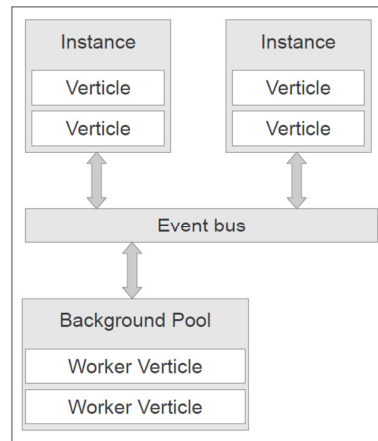 Instance
Verticle
Verticle
Instance
Verticle
Verticle
Event bus
Background Pool
Worker Verticle
Worker Verticle